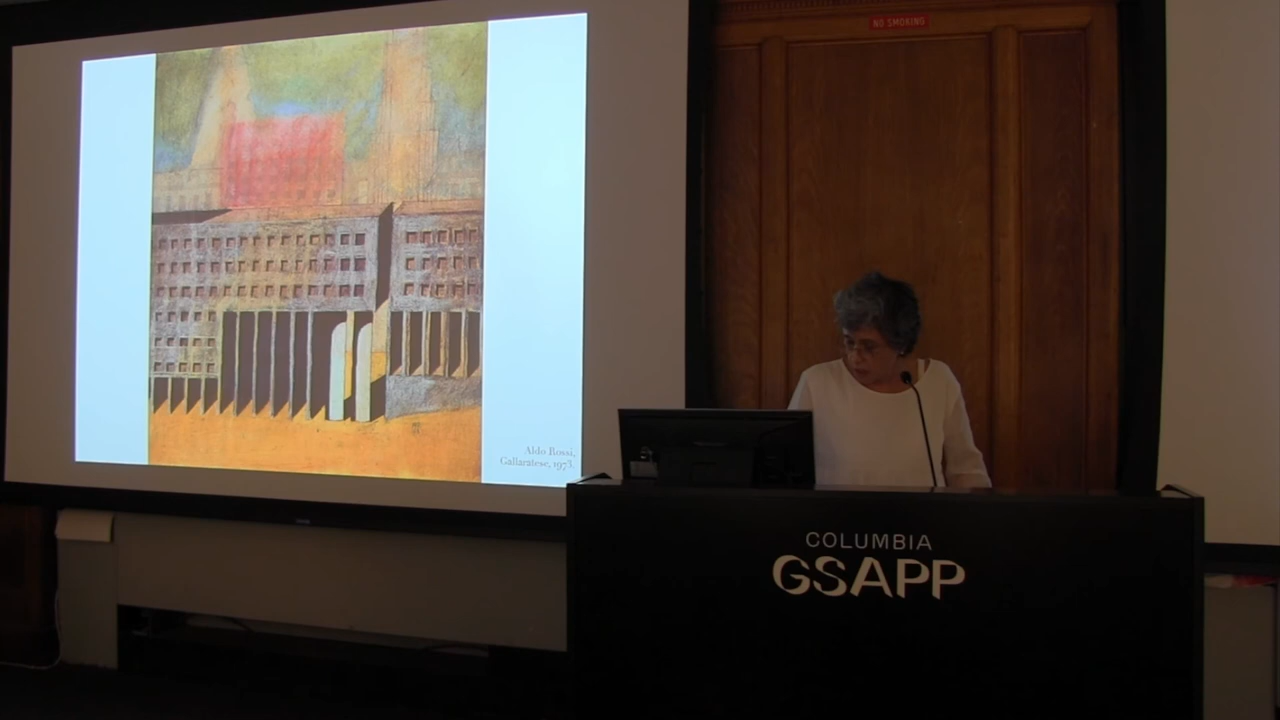 NO SMOKING
Aldo Rossi,
Gallaratese, 1973.
COLUMBIA
GSAPP